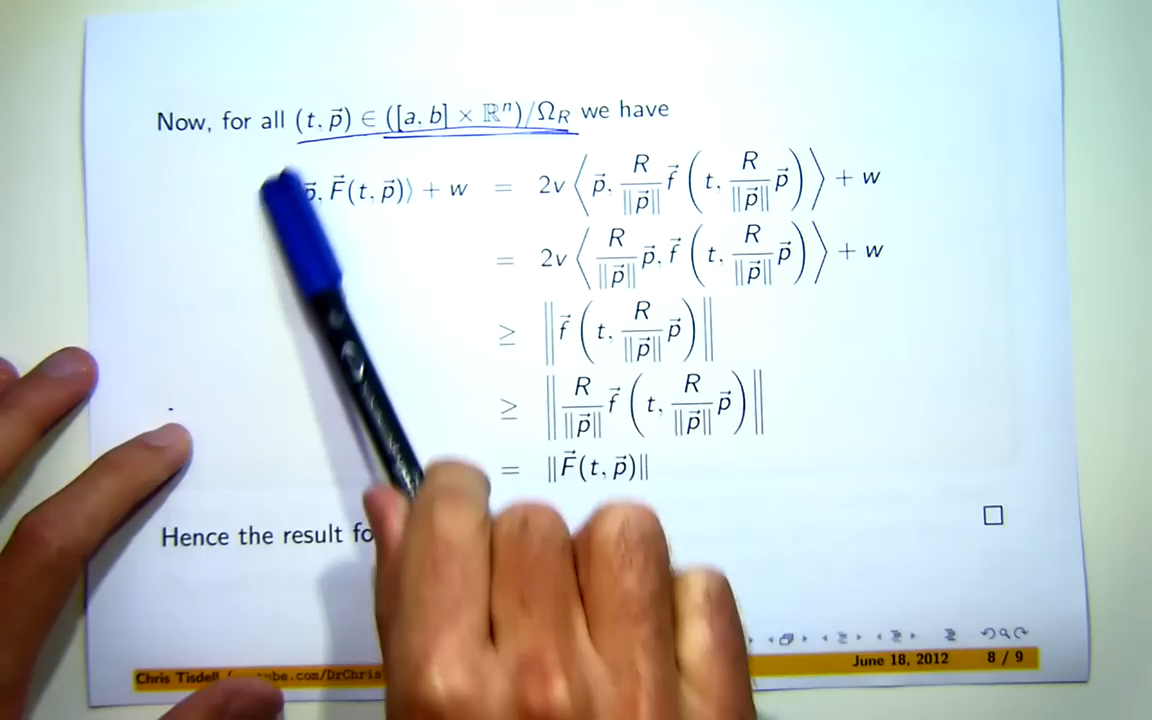 Now, for all (t, p⃗) ∈ ([a, b] × ℝⁿ)/Ω_R we have
p⃗, F⃗(t, p⃗)⟩ + w = 2v ⟨p⃗, R/‖p⃗‖ f⃗ (t, R/‖p⃗‖ p⃗)⟩ + w
= 2v ⟨R/‖p⃗‖ p⃗, f⃗ (t, R/‖p⃗‖ p⃗)⟩ + w
≥ ‖f⃗ (t, R/‖p⃗‖ p⃗)‖
≥ ‖R/‖p⃗‖ f⃗ (t, R/‖p⃗‖ p⃗)‖
= ‖F⃗(t, p⃗)‖
Hence the result
□
Chris Tisdell June 18, 2012 8 / 9